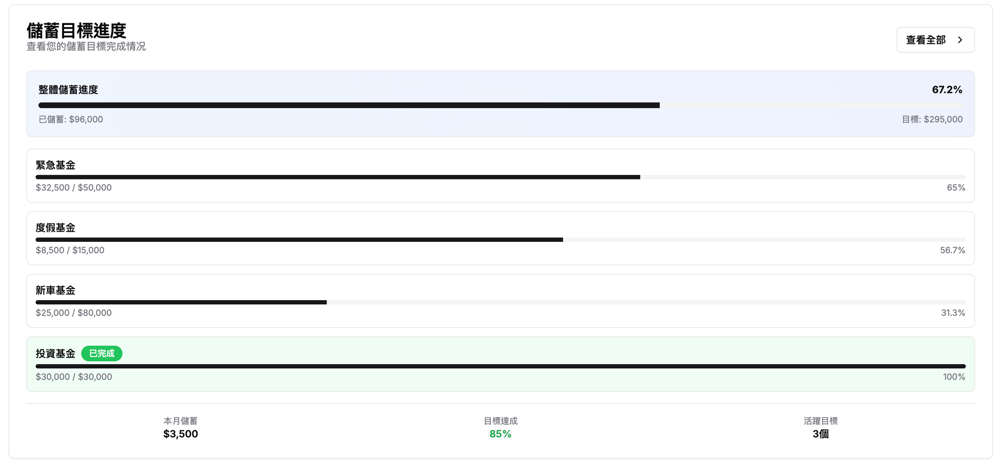 儲蓄目標進度
查看您的儲蓄目標完成情況
查看全部
整體儲蓄進度 67.2%
已儲蓄: $96,000 目標: $295,000
緊急基金
$32,500 / $50,000 65%
度假基金
$8,500 / $15,000 56.7%
新車基金
$25,000 / $80,000 31.3%
投資基金 已完成
$30,000 / $30,000 100%
本月儲蓄 目標達成 活躍目標
$3,500 85% 3個